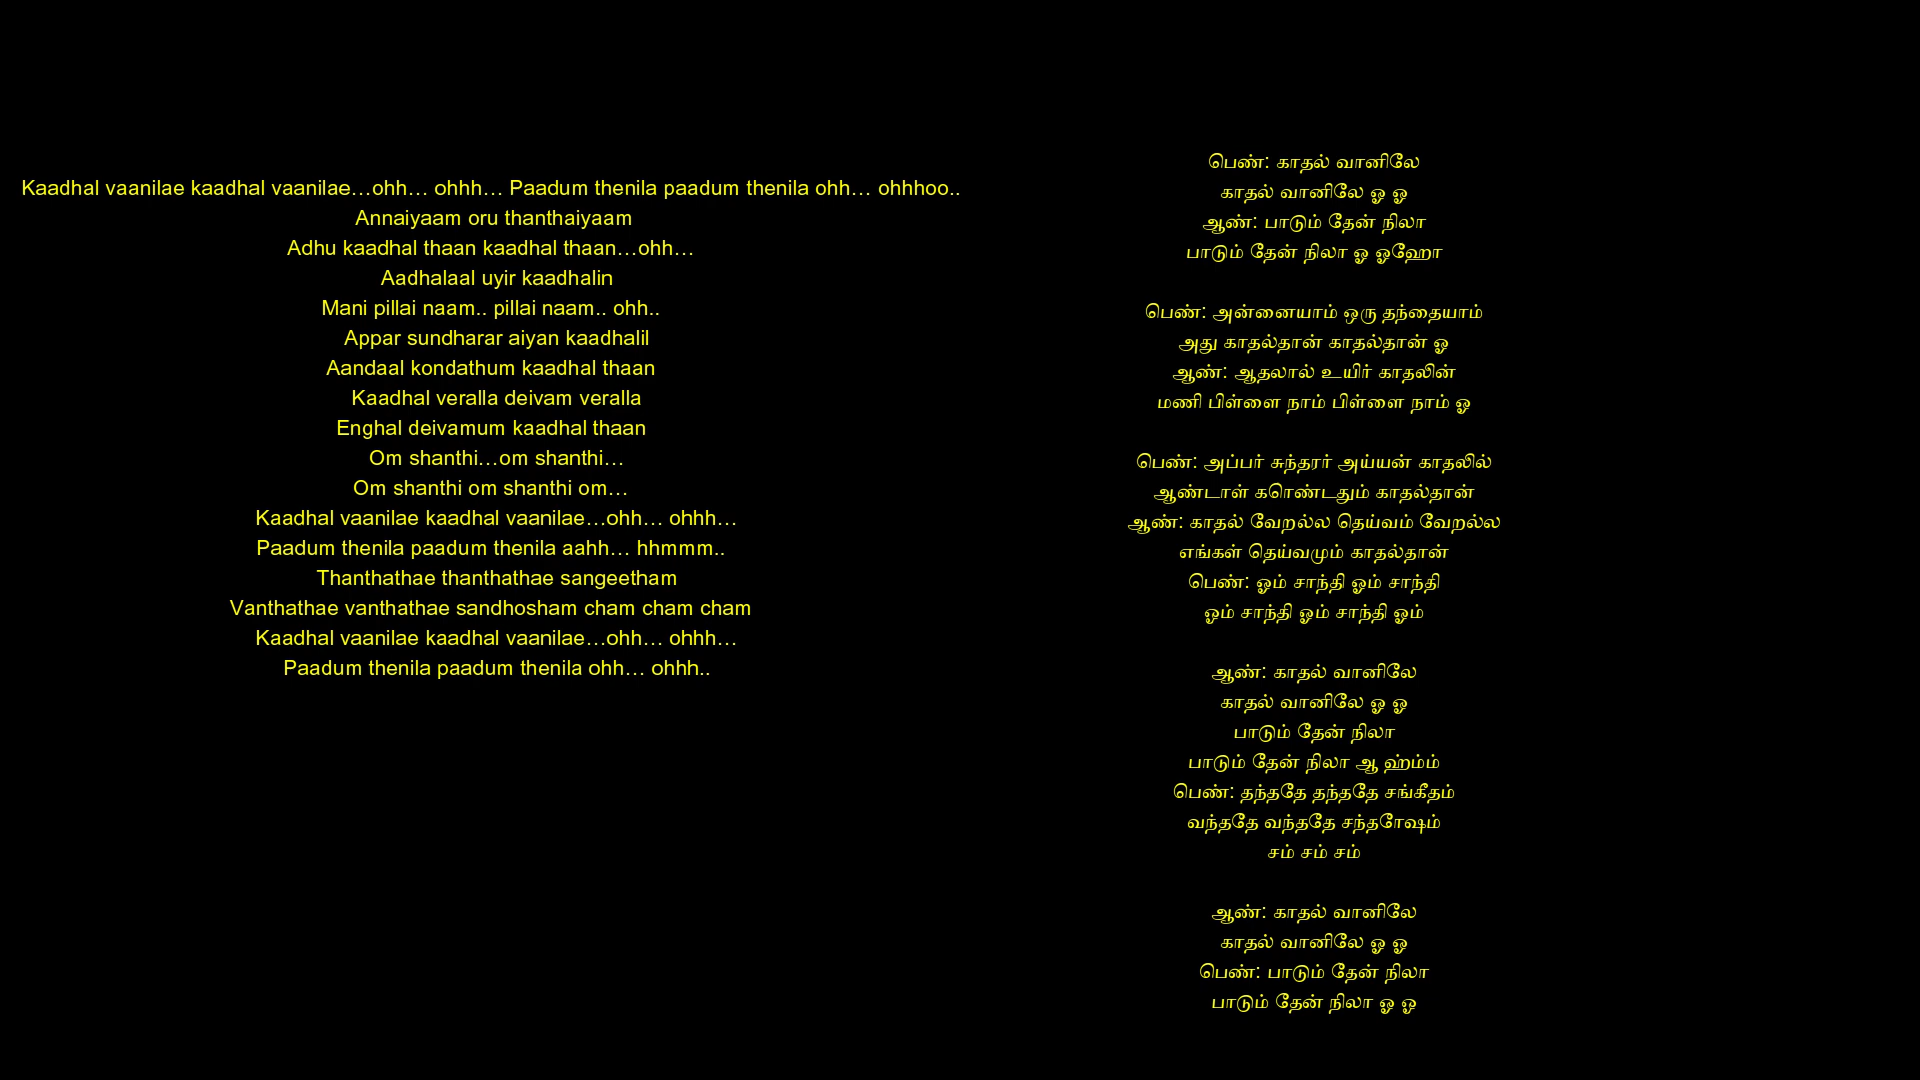 Kaadhal vaanilae kaadhal vaanilae…ohh… ohhh… Paadum thenila paadum thenila ohh… ohhhoo..
Annaiyaam oru thanthaiyaam
Adhu kaadhal thaan kaadhal thaan…ohh…
Aadhalaal uyir kaadhalin
Mani pillai naam.. pillai naam.. ohh..
Appar sundharar aiyan kaadhalil
Aandaal kondathum kaadhal thaan
Kaadhal veralla deivam veralla
Enghal deivamum kaadhal thaan
Om shanthi…om shanthi…
Om shanthi om shanthi om…
Kaadhal vaanilae kaadhal vaanilae…ohh… ohhh…
Paadum thenila paadum thenila aahh… hhmmm..
Thanthathae thanthathae sangeetham
Vanthathae vanthathae sandhosham cham cham cham
Kaadhal vaanilae kaadhal vaanilae…ohh… ohhh…
Paadum thenila paadum thenila ohh… ohhh..
பெண்: காதல் வானிலே
காதல் வானிலே ஓ ஓ
ஆண்: பாடும் தேன் நிலா
பாடும் தேன் நிலா ஓ ஓஹோ
பெண்: அன்னையாம் ஒரு தந்தையாம்
அது காதல்தான் காதல்தான் ஓ
ஆண்: ஆதலால் உயிர் காதலின்
மணி பிள்ளை நாம் பிள்ளை நாம் ஓ
பெண்: அப்பர் சுந்தரர் அய்யன் காதலில்
ஆண்டாள் கொண்டதும் காதல்தான்
ஆண்: காதல் வேறல்ல தெய்வம் வேறல்ல
எங்கள் தெய்வமும் காதல்தான்
பெண்: ஓம் சாந்தி ஓம் சாந்தி
ஓம் சாந்தி ஓம் சாந்தி ஓம்
ஆண்: காதல் வானிலே
காதல் வானிலே ஓ ஓ
பாடும் தேன் நிலா
பாடும் தேன் நிலா ஆ ஹ்ம்ம்
பெண்: தந்ததே தந்ததே சங்கீதம்
வந்ததே வந்ததே சந்தோஷம்
சம் சம் சம்
ஆண்: காதல் வானிலே
காதல் வானிலே ஓ ஓ
பெண்: பாடும் தேன் நிலா
பாடும் தேன் நிலா ஓ ஓ